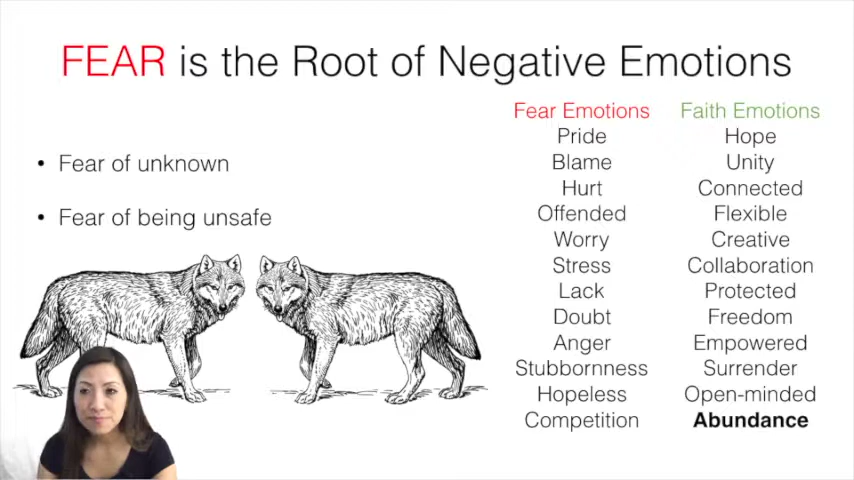 FEAR is the Root of Negative Emotions
• Fear of unknown
• Fear of being unsafe
Fear Emotions
Pride
Blame
Hurt
Offended
Worry
Stress
Lack
Doubt
Anger
Stubbornness
Hopeless
Competition
Faith Emotions
Hope
Unity
Connected
Flexible
Creative
Collaboration
Protected
Freedom
Empowered
Surrender
Open-minded
Abundance